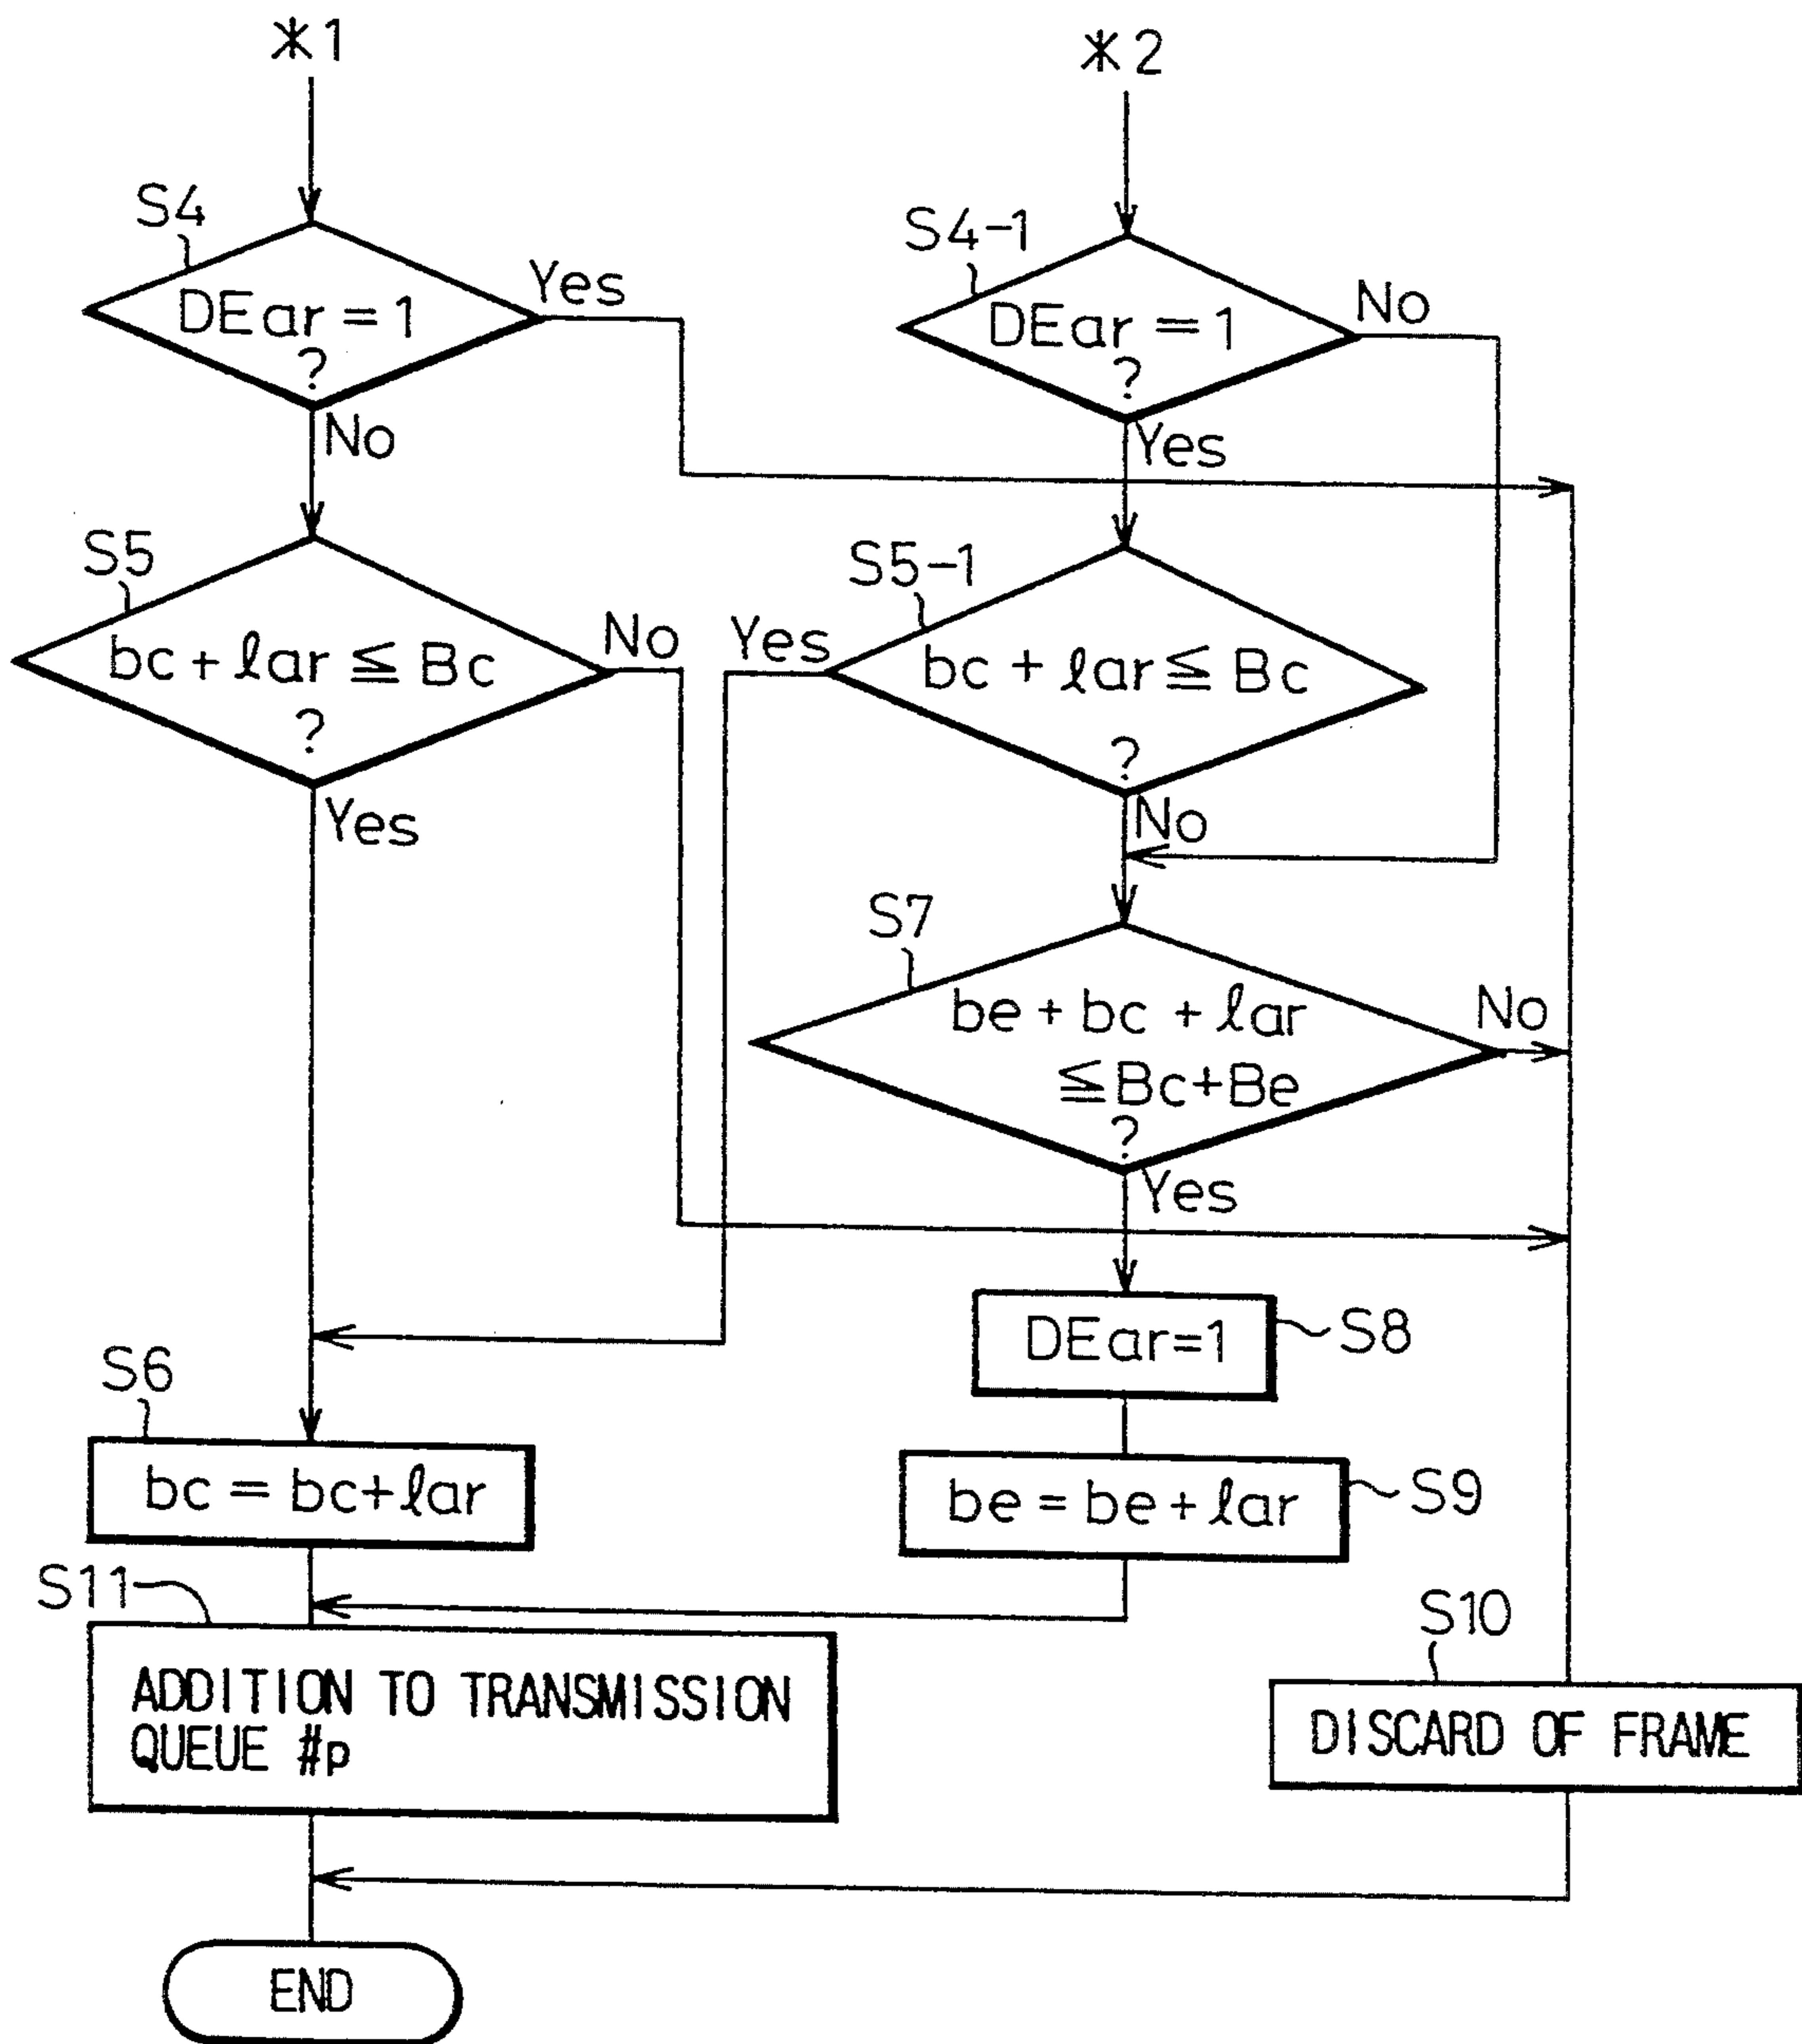 *1
*2
S4
DEar = 1
?
Yes
No
S4-1
DEar = 1
?
No
Yes
S5
bc + lar ≦ Bc
?
No
Yes
S5-1
Yes
bc + lar ≦ Bc
?
No
S7
be + bc + lar
≦ Bc+Be
?
No
Yes
DEar=1
S8
S6
bc = bc+lar
be = be + lar
S9
S11
ADDITION TO TRANSMISSION
QUEUE #p
S10
DISCARD OF FRAME
END